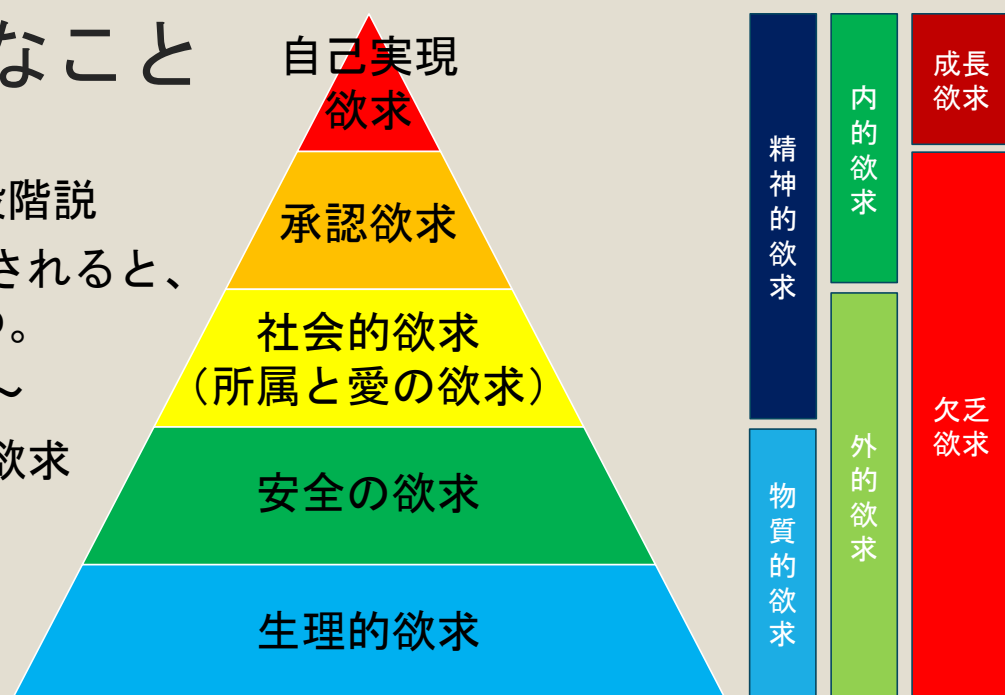 なこと
階説
されると、
。
～
欲求
自己実現
欲求
承認欲求
社会的欲求
（所属と愛の欲求）
安全の欲求
生理的欲求
精神的欲求
物質的欲求
内的欲求
外的欲求
成長
欲求
欠乏
欲求